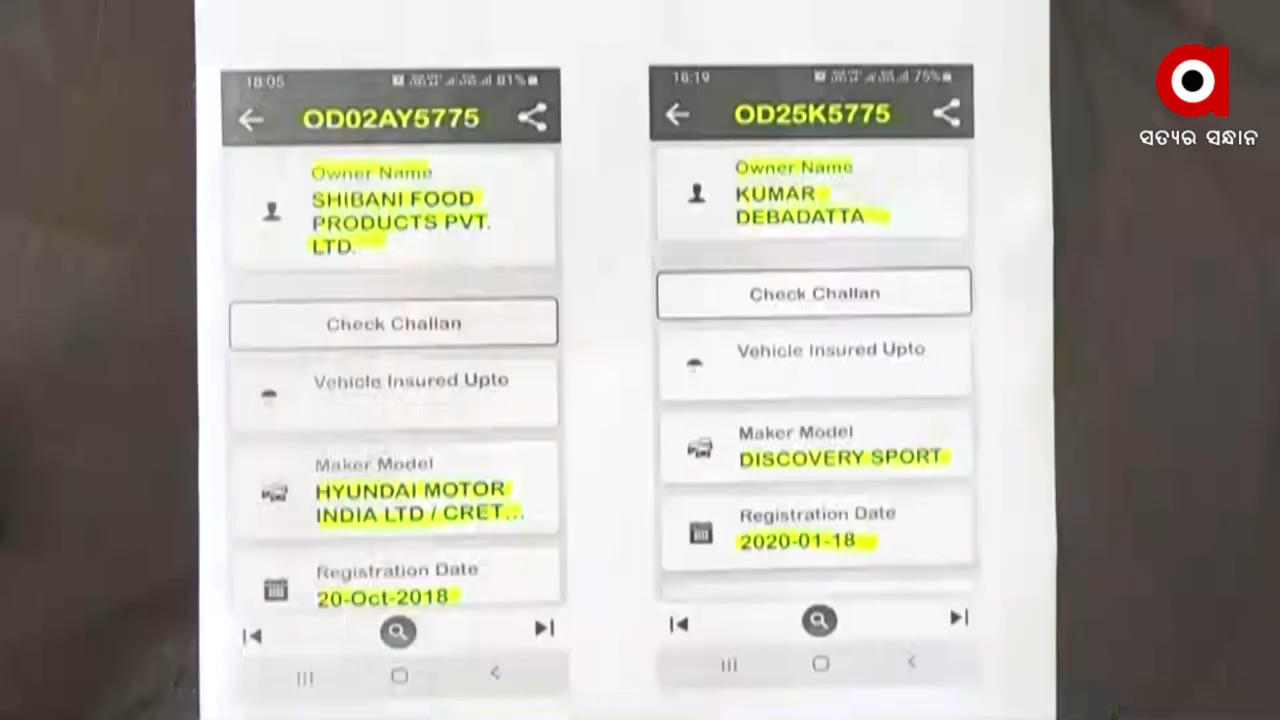 18:05
81%
OD02AY5775
Owner Name
SHIBANI FOOD
PRODUCTS PVT.
LTD.
Check Challan
Vehicle Insured Upto
Maker Model
HYUNDAI MOTOR
INDIA LTD / CRET...
Registration Date
20-Oct-2018
18:19
75%
OD25K5775
Owner Name
KUMAR
DEBADATTA
Check Challan
Vehicle Insured Upto
Maker Model
DISCOVERY SPORT
Registration Date
2020-01-18
ସତ୍ୟର ସନ୍ଧାନ